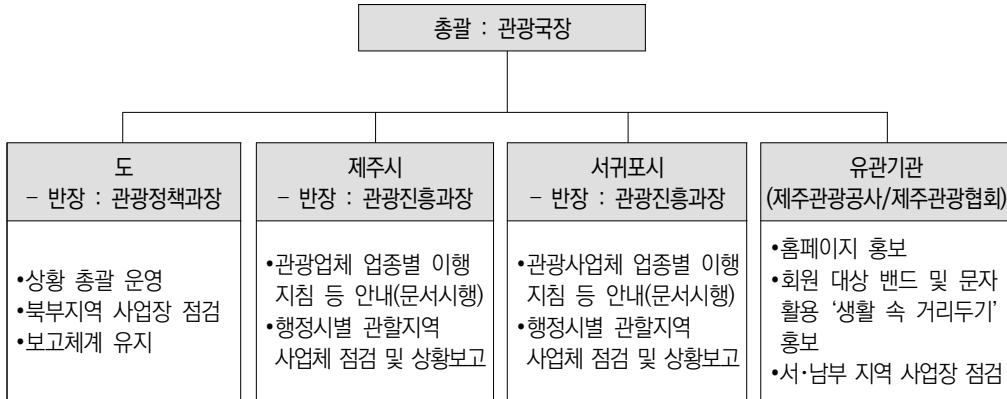 총괄 : 관광국장
도
- 반장 : 관광정책과장
•상황 총괄 운영
•북부지역 사업장 점검
•보고체계 유지
제주시
- 반장 : 관광진흥과장
•관광업체 업종별 이행
지침 등 안내(문서시행)
•행정시별 관할지역
사업체 점검 및 상황보고
서귀포시
- 반장 : 관광진흥과장
•관광사업체 업종별 이행
지침 등 안내(문서시행)
•행정시별 관할지역
사업체 점검 및 상황보고
유관기관
(제주관광공사/제주관광협회)
•홈페이지 홍보
•회원 대상 밴드 및 문자
활용 ‘생활 속 거리두기’
홍보
•서·남부 지역 사업장 점검